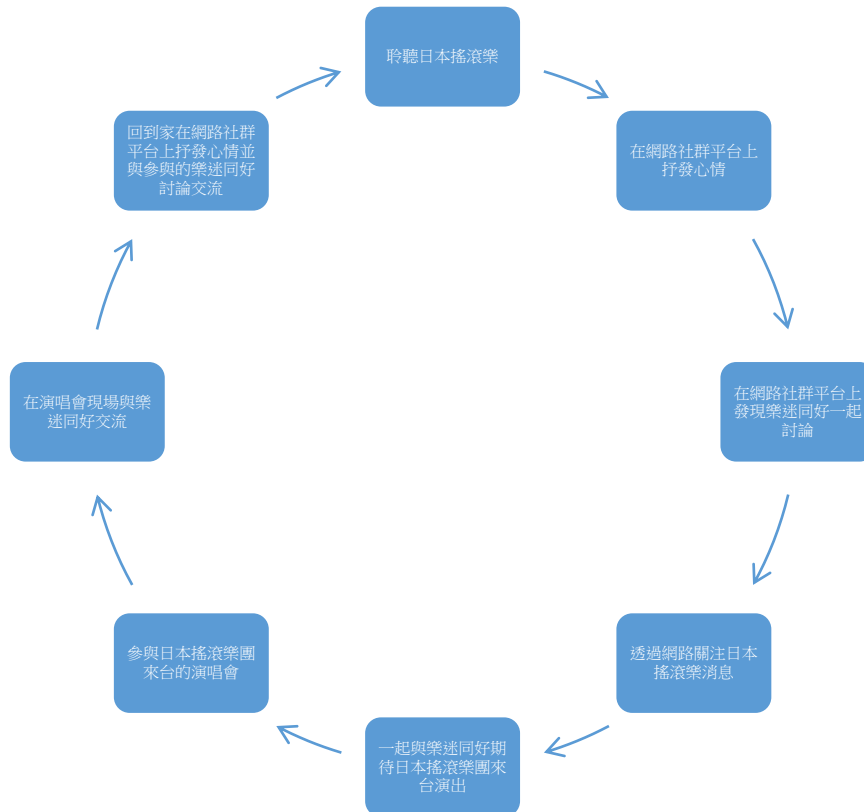 聆聽日本搖滾樂
在網路社群平台上
抒發心情
在網路社群平台上
發現樂迷同好一起
討論
透過網路關注日本
搖滾樂消息
一起與樂迷同好期
待日本搖滾樂團來
台演出
參與日本搖滾樂團
來台的演唱會
在演唱會現場與樂
迷同好交流
回到家在網路社群
平台上抒發心情並
與參與的樂迷同好
討論交流